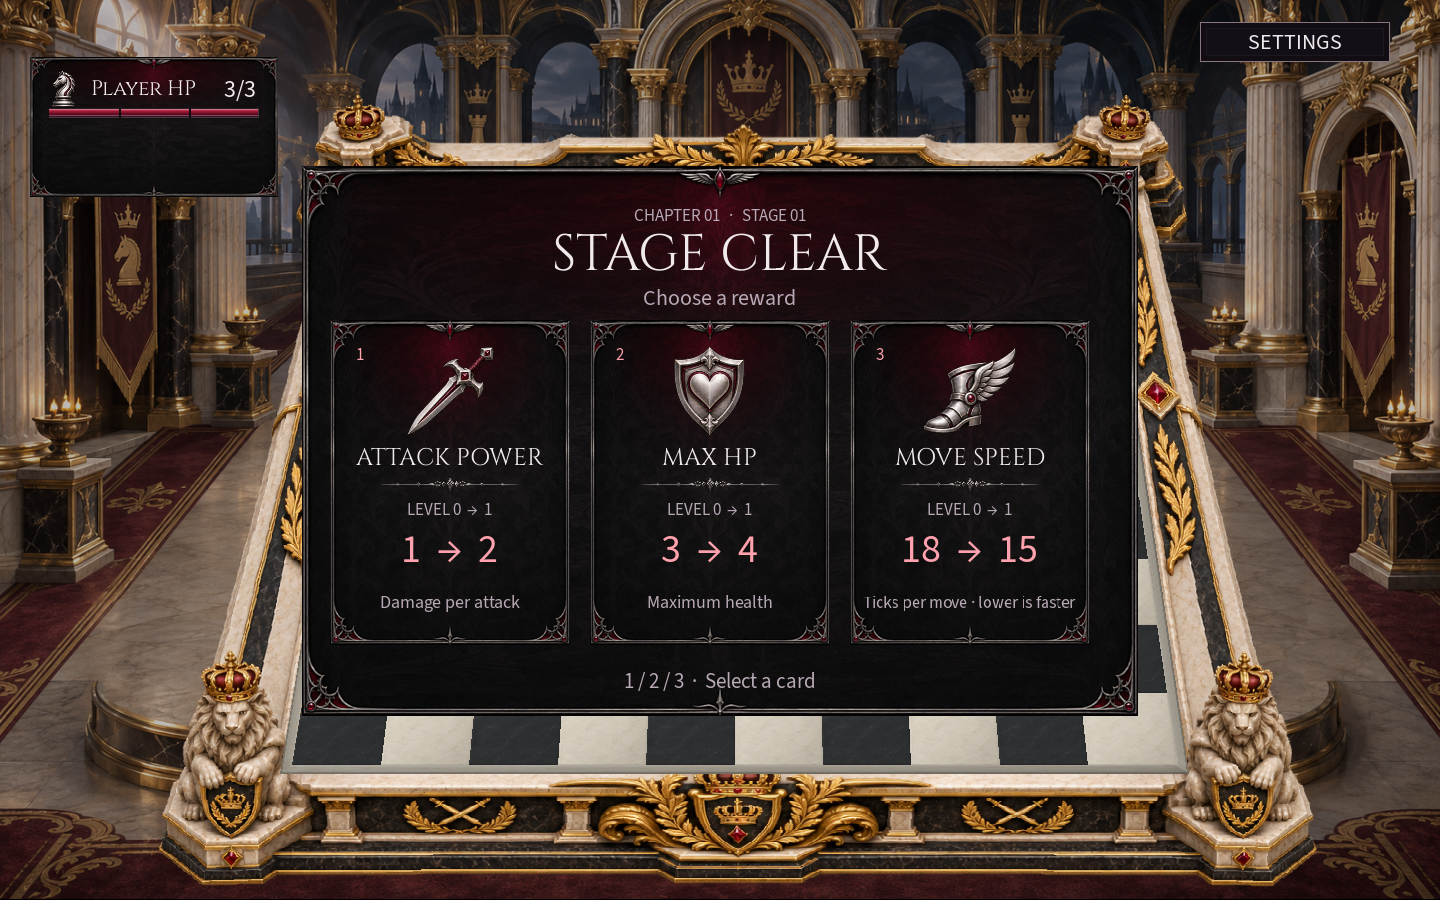 PLAYER HP 3/3
SETTINGS
CHAPTER 01 · STAGE 01
STAGE CLEAR
Choose a reward
1
ATTACK POWER
LEVEL 0 → 1
1 → 2
Damage per attack
2
MAX HP
LEVEL 0 → 1
3 → 4
Maximum health
3
MOVE SPEED
LEVEL 0 → 1
18 → 15
Ticks per move · lower is faster
1 / 2 / 3 · Select a card